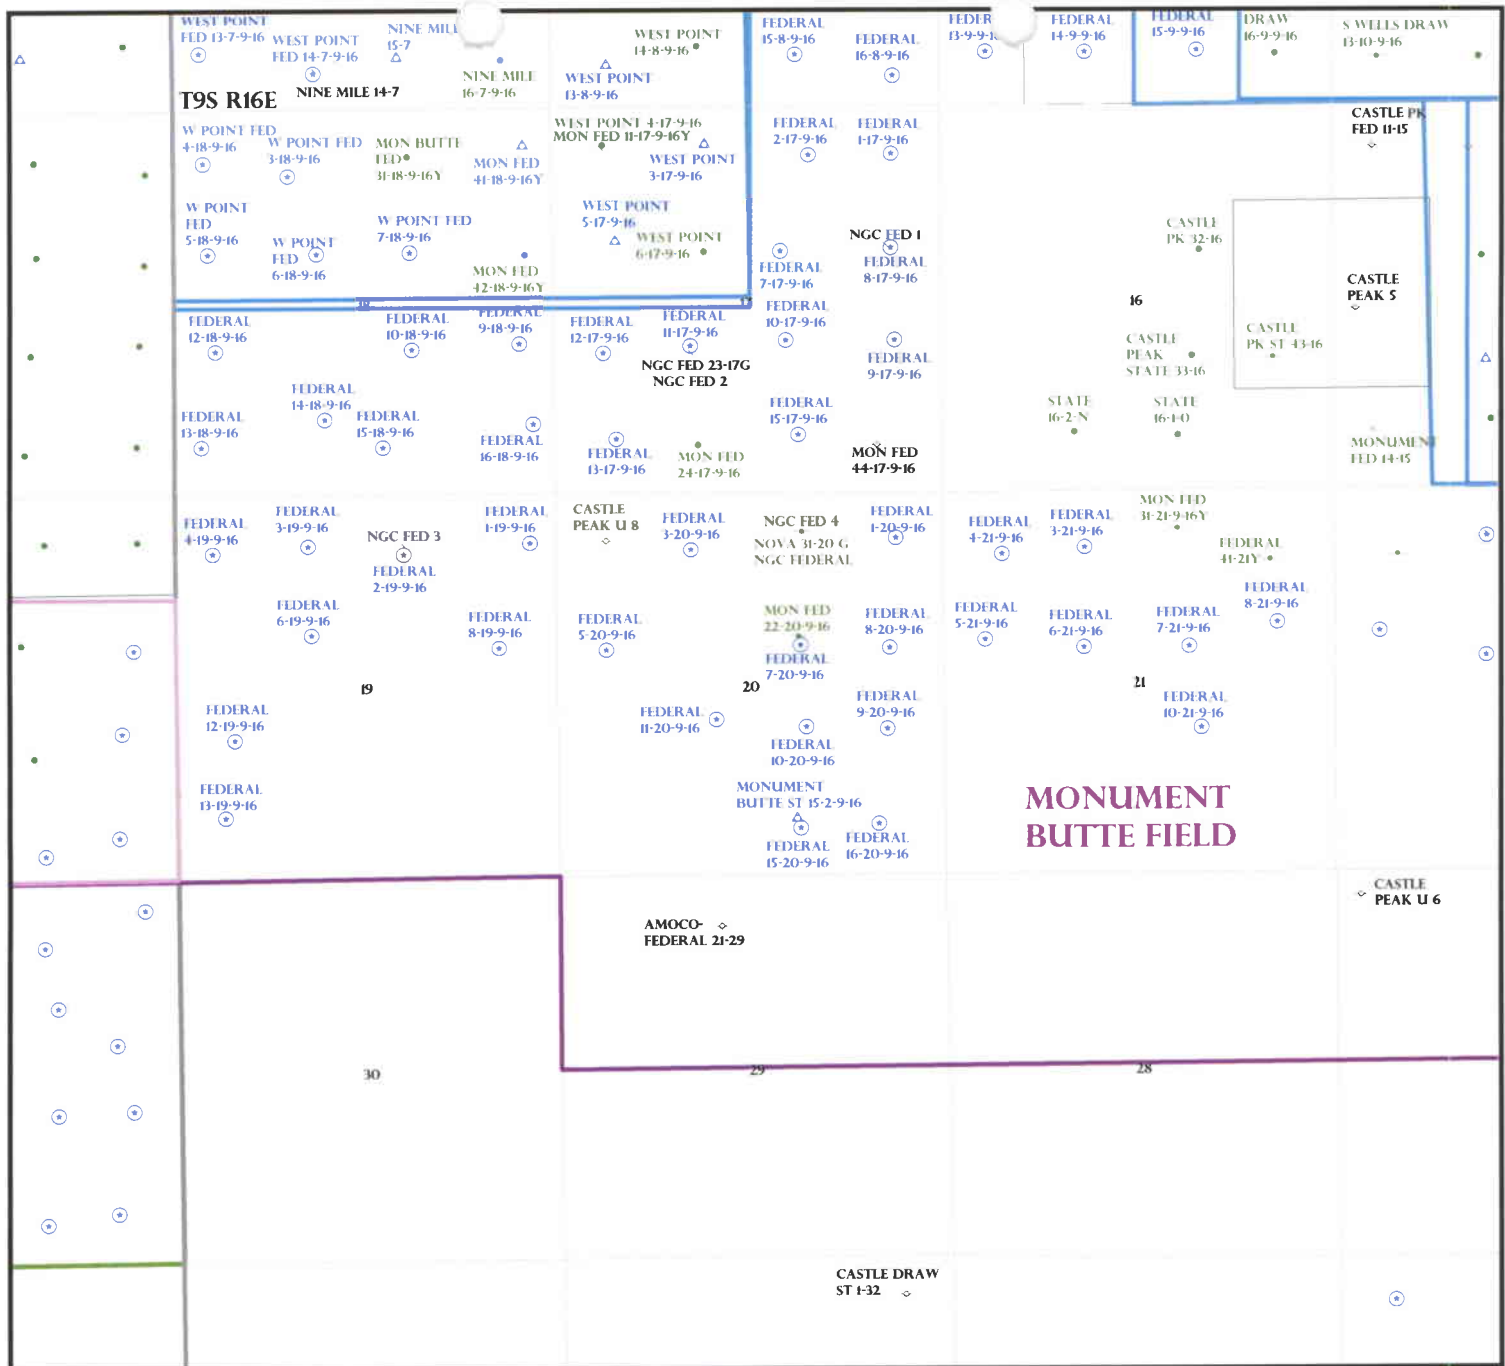 WEST POINT
FED 13-7-9-16
WEST POINT
FED 14-7-9-16
NINE MILE
15-7
NINE MILE 14-7
T9S R16E
NINE MILE
16-7-9-16
WEST POINT
14-8-9-16
WEST POINT
13-8-9-16
FEDERAL
15-8-9-16
FEDERAL
16-8-9-16
FEDER
13-9-9-1
FEDERAL
14-9-9-16
FEDERAL
15-9-9-16
DRAW
16-9-9-16
S WELLS DRAW
13-10-9-16
CASTLE PK
FED 11-15
W POINT FED
4-18-9-16
W POINT FED
3-18-9-16
MON BUTTE
FED
31-18-9-16Y
MON FED
41-18-9-16Y
WEST POINT 4-17-9-16
MON FED 11-17-9-16Y
WEST POINT
3-17-9-16
FEDERAL
2-17-9-16
FEDERAL
1-17-9-16
W POINT
FED
5-18-9-16
W POINT
FED
6-18-9-16
W POINT FED
7-18-9-16
MON FED
42-18-9-16Y
WEST POINT
5-17-9-16
WEST POINT
6-17-9-16
FEDERAL
7-17-9-16
NGC FED 1
FEDERAL
8-17-9-16
CASTLE
PK 32-16
CASTLE
PEAK 5
18
17
16
FEDERAL
12-18-9-16
FEDERAL
10-18-9-16
FEDERAL
9-18-9-16
FEDERAL
12-17-9-16
FEDERAL
11-17-9-16
NGC FED 23-17G
NGC FED 2
FEDERAL
10-17-9-16
FEDERAL
9-17-9-16
CASTLE
PEAK
STATE 33-16
CASTLE
PK ST 43-16
FEDERAL
13-18-9-16
FEDERAL
14-18-9-16
FEDERAL
15-18-9-16
FEDERAL
16-18-9-16
FEDERAL
13-17-9-16
MON FED
24-17-9-16
FEDERAL
15-17-9-16
MON FED
44-17-9-16
STATE
16-2-N
STATE
16-1-O
MONUMENT
FED 14-15
FEDERAL
4-19-9-16
FEDERAL
3-19-9-16
NGC FED 3
FEDERAL
2-19-9-16
FEDERAL
1-19-9-16
CASTLE
PEAK U 8
FEDERAL
3-20-9-16
NGC FED 4
NOVA 31-20 G
NGC FEDERAL
FEDERAL
1-20-9-16
FEDERAL
4-21-9-16
FEDERAL
3-21-9-16
MON FED
31-21-9-16Y
FEDERAL
41-21Y
FEDERAL
6-19-9-16
FEDERAL
8-19-9-16
FEDERAL
5-20-9-16
MON FED
22-20-9-16
FEDERAL
7-20-9-16
FEDERAL
8-20-9-16
FEDERAL
5-21-9-16
FEDERAL
6-21-9-16
FEDERAL
7-21-9-16
FEDERAL
8-21-9-16
19
20
21
FEDERAL
12-19-9-16
FEDERAL
11-20-9-16
FEDERAL
10-20-9-16
FEDERAL
9-20-9-16
FEDERAL
10-21-9-16
FEDERAL
13-19-9-16
MONUMENT
BUTTE ST 15-2-9-16
FEDERAL
15-20-9-16
FEDERAL
16-20-9-16
MONUMENT
BUTTE FIELD
AMOCO-
FEDERAL 21-29
CASTLE
PEAK U 6
30
29
28
CASTLE DRAW
ST 1-32